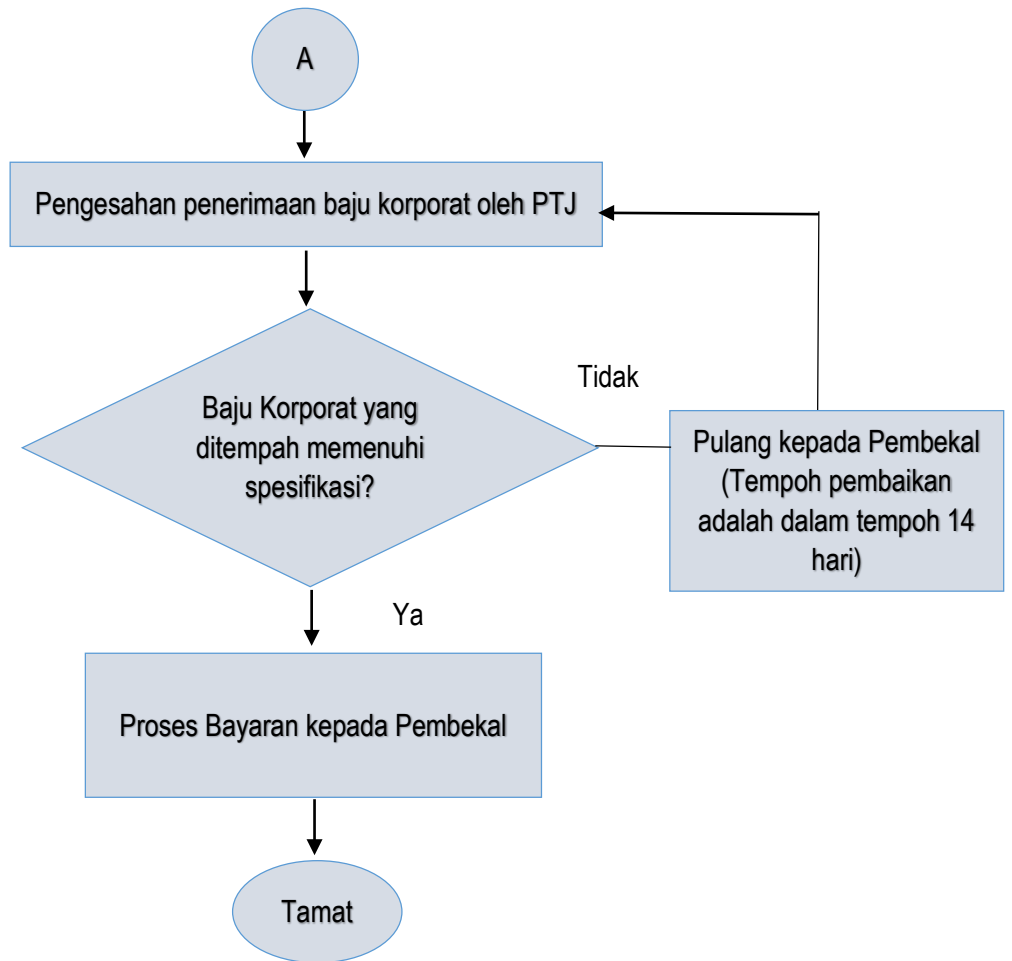 A
Pengesahan penerimaan baju korporat oleh PTJ
Tidak
Baju Korporat yang
ditempah memenuhi
spesifikasi?
Pulang kepada Pembekal
(Tempoh pembaikan
adalah dalam tempoh 14
hari)
Ya
Proses Bayaran kepada Pembekal
Tamat